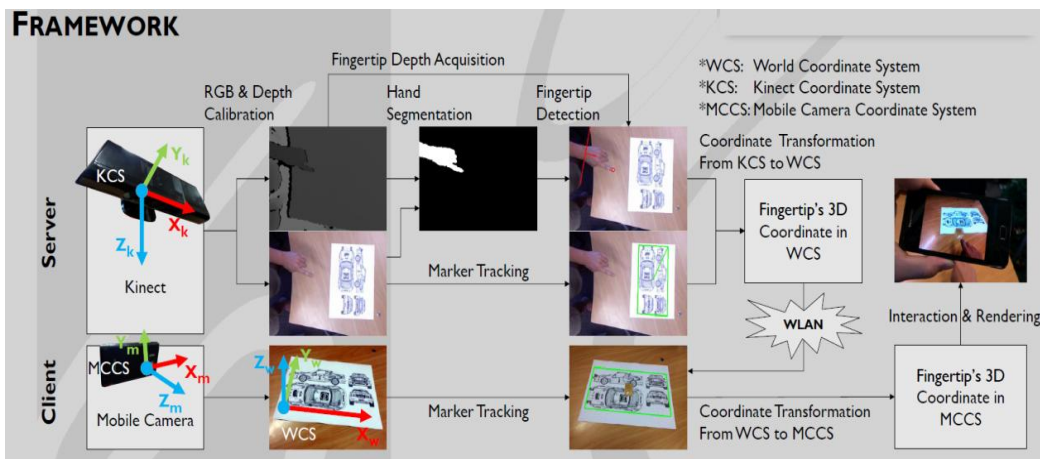 FRAMEWORK
Fingertip Depth Acquisition
*WCS: World Coordinate System
*KCS: Kinect Coordinate System
*MCCS: Mobile Camera Coordinate System
RGB & Depth
Calibration
Hand
Segmentation
Fingertip
Detection
Coordinate Transformation
From KCS to WCS
Server
KCS
Yk
Xk
Zk
Kinect
Marker Tracking
Fingertip's 3D
Coordinate in
WCS
WLAN
Interaction & Rendering
Client
MCCS
Ym
Xm
Zm
Mobile Camera
Zw
Yw
Xw
WCS
Marker Tracking
Coordinate Transformation
From WCS to MCCS
Fingertip's 3D
Coordinate in
MCCS